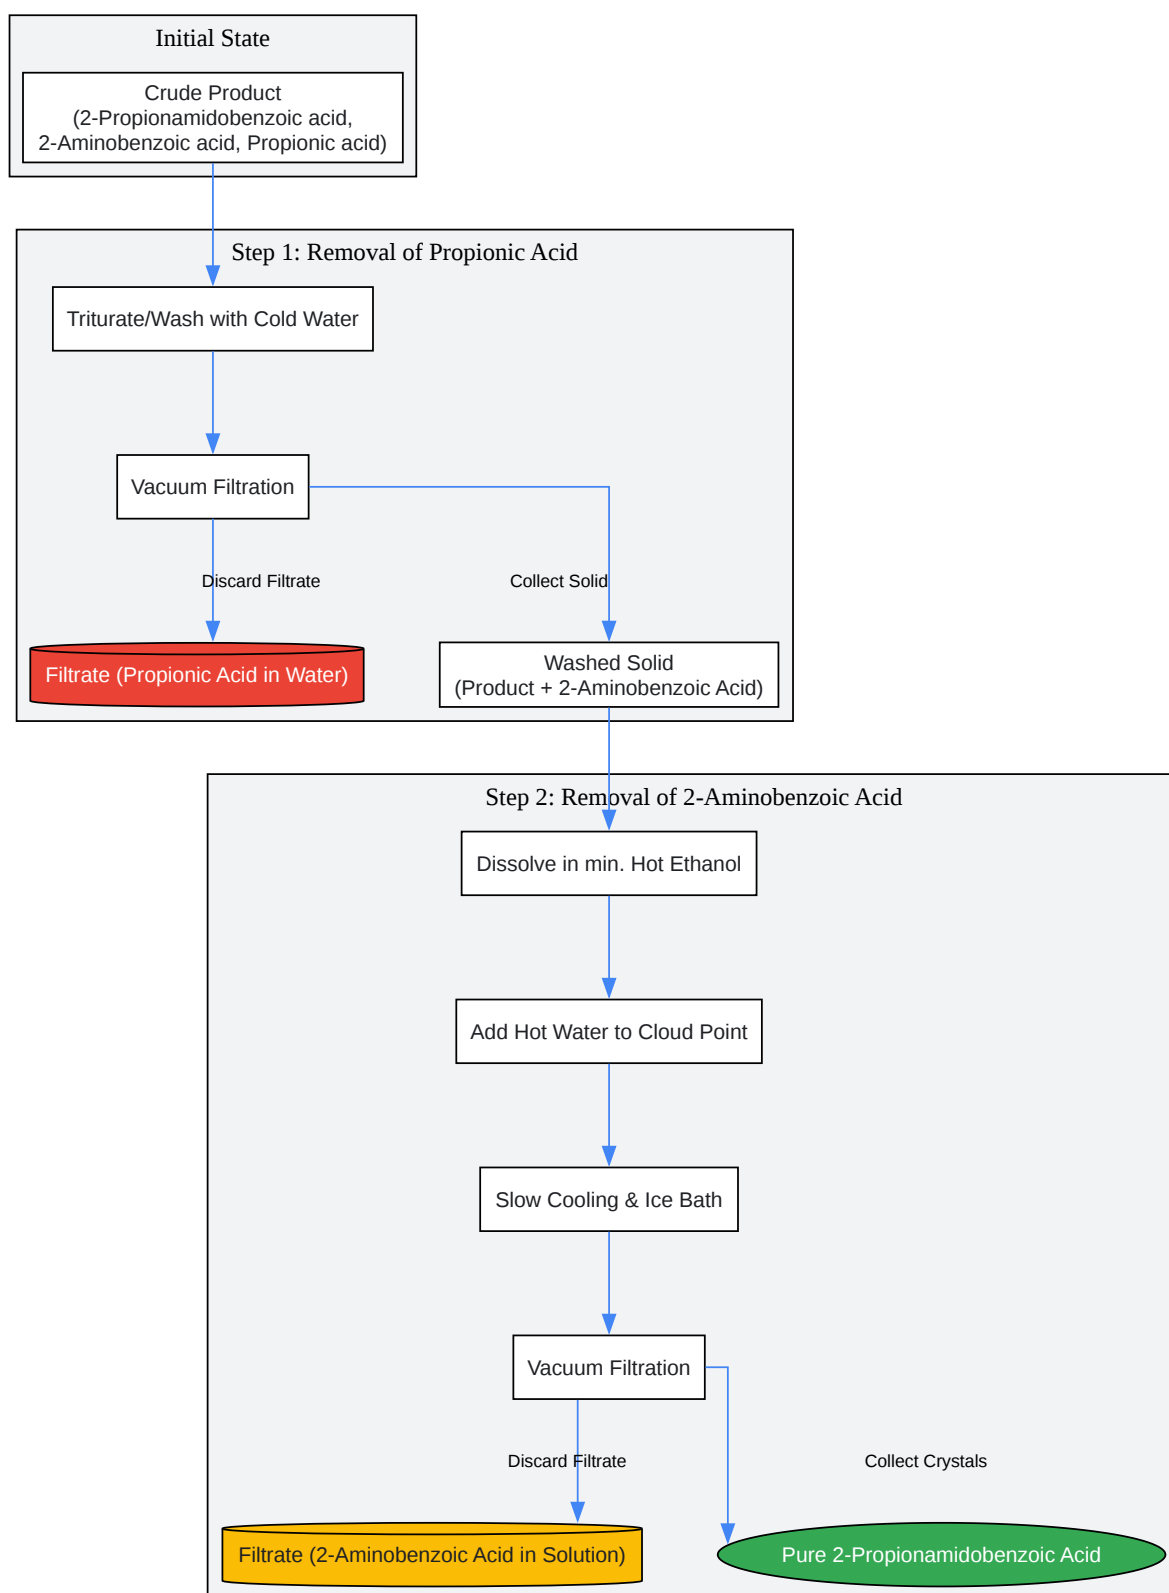 Initial State
Crude Product
(2-Propionamidobenzoic acid,
2-Aminobenzoic acid, Propionic acid)
Step 1: Removal of Propionic Acid
Triturate/Wash with Cold Water
Vacuum Filtration
Discard Filtrate
Collect Solid
Filtrate (Propionic Acid in Water)
Washed Solid
(Product + 2-Aminobenzoic Acid)
Step 2: Removal of 2-Aminobenzoic Acid
Dissolve in min. Hot Ethanol
Add Hot Water to Cloud Point
Slow Cooling & Ice Bath
Vacuum Filtration
Discard Filtrate
Collect Crystals
Filtrate (2-Aminobenzoic Acid in Solution)
Pure 2-Propionamidobenzoic Acid